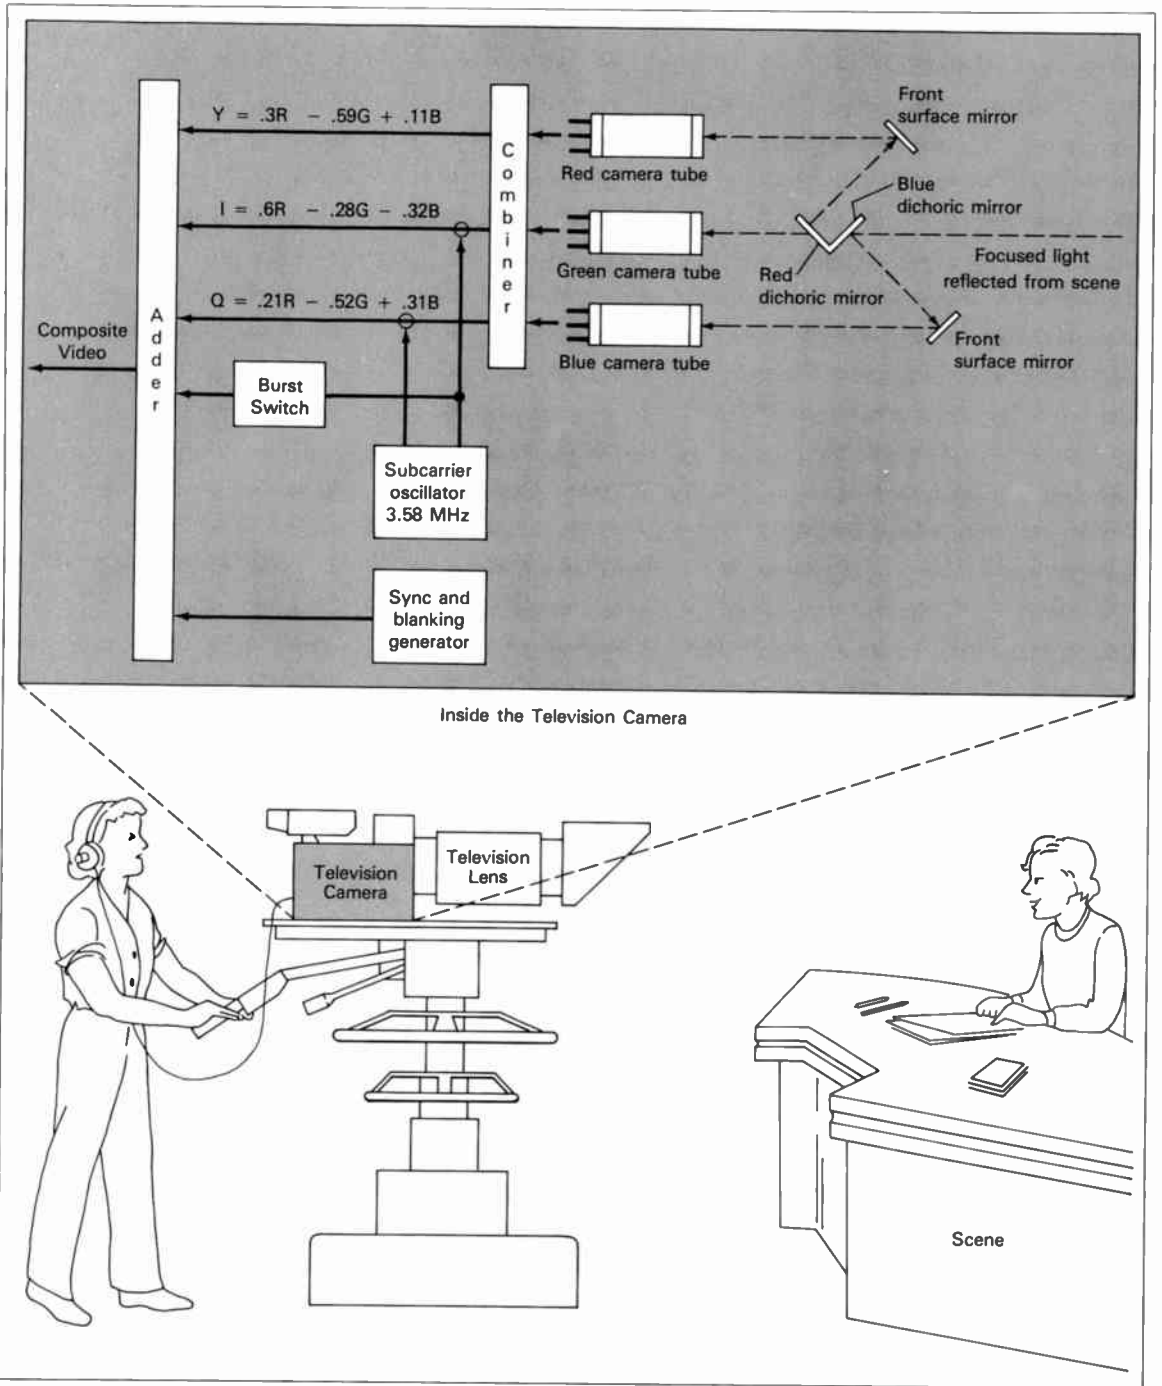 Y = .3R - .59G + .11B
I = .6R - .28G - .32B
Q = .21R - .52G + .31B
Composite
Video
Adder
Combiner
Burst
Switch
Subcarrier
oscillator
3.58 MHz
Sync and
blanking
generator
Red camera tube
Green camera tube
Blue camera tube
Front
surface mirror
Blue
dichoric mirror
Red
dichoric mirror
Focused light
reflected from scene
Front
surface mirror
Inside the Television Camera
Television
Camera
Television
Lens
Scene